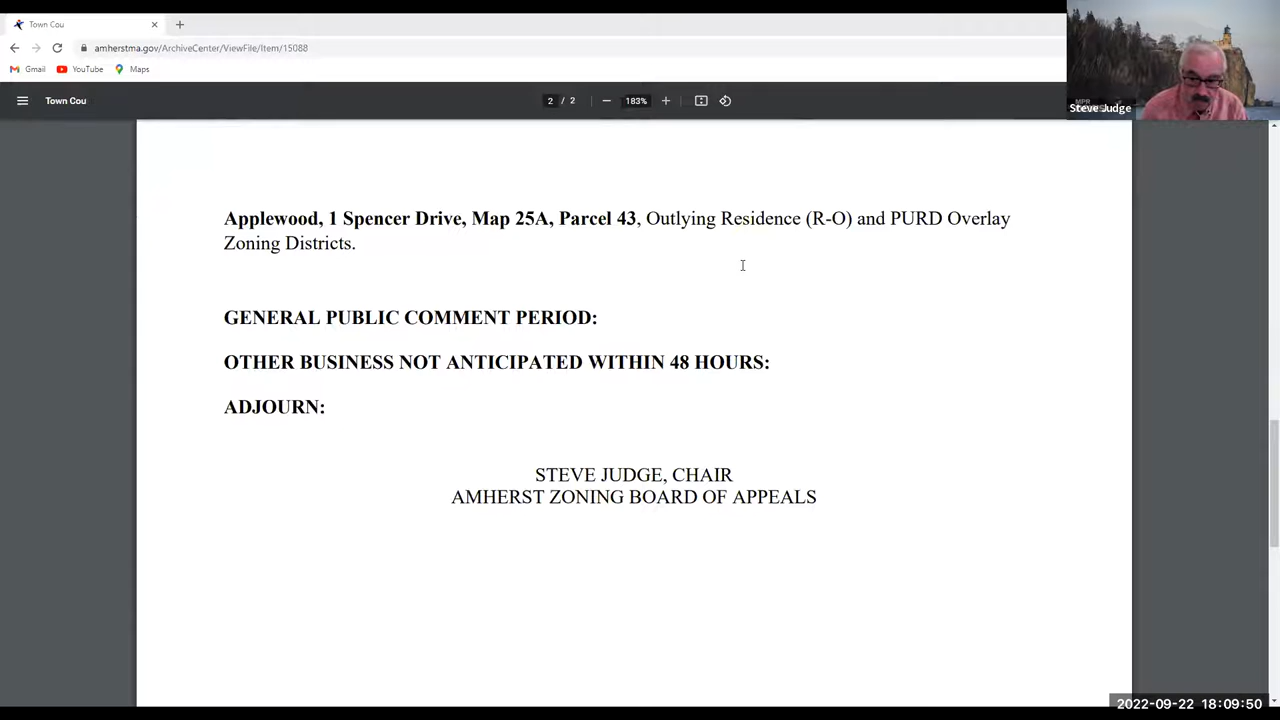 Town Cou
amherstma.gov/ArchiveCenter/ViewFile/Item/15088
Gmail YouTube Maps
Town Cou 2 / 2 183%
Steve Judge
Applewood, 1 Spencer Drive, Map 25A, Parcel 43, Outlying Residence (R-O) and PURD Overlay
Zoning Districts.
GENERAL PUBLIC COMMENT PERIOD:
OTHER BUSINESS NOT ANTICIPATED WITHIN 48 HOURS:
ADJOURN:
STEVE JUDGE, CHAIR
AMHERST ZONING BOARD OF APPEALS
2022-09-22 18:09:50